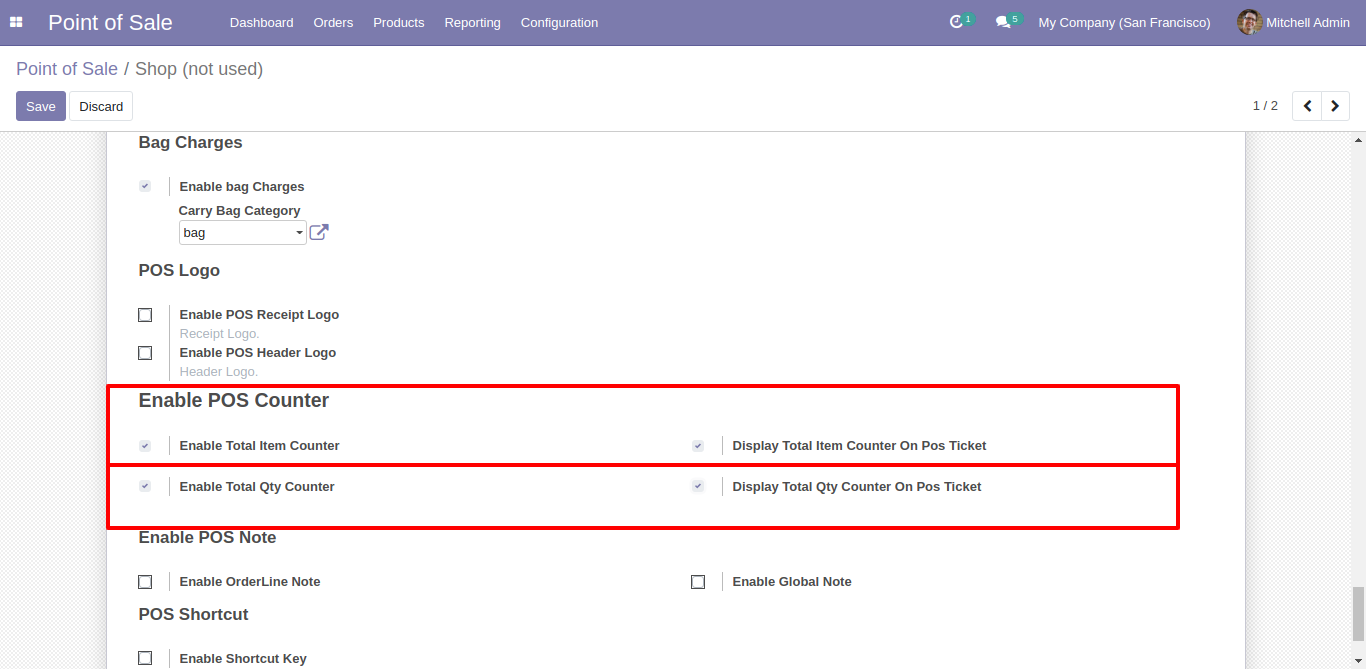 Point of Sale Dashboard Orders Products Reporting Configuration 1 5 My Company (San Francisco) Mitchell Admin
Point of Sale / Shop (not used)
Save Discard 1 / 2
Bag Charges
Enable bag Charges
Carry Bag Category
bag
POS Logo
Enable POS Receipt Logo
Receipt Logo.
Enable POS Header Logo
Header Logo.
Enable POS Counter
Enable Total Item Counter Display Total Item Counter On Pos Ticket
Enable Total Qty Counter Display Total Qty Counter On Pos Ticket
Enable POS Note
Enable OrderLine Note Enable Global Note
POS Shortcut
Enable Shortcut Key